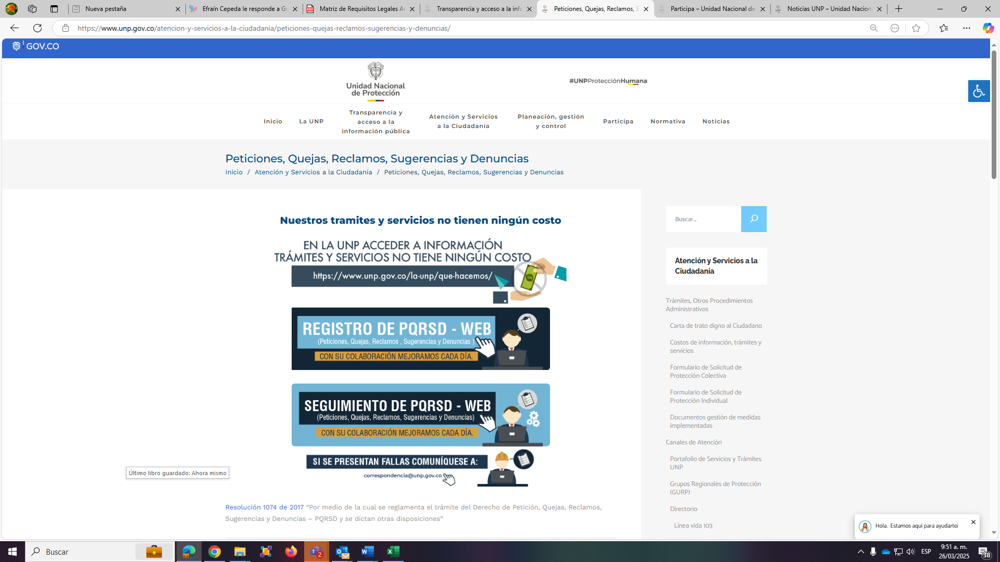 Nueva pestaña
Efraín Cepeda le responde a Gu
Matriz de Requisitos Legales Ar
Transparencia y acceso a la info
Peticiones, Quejas, Reclamos, S
Participa – Unidad Nacional de
Noticias UNP – Unidad Nacion
https://www.unp.gov.co/atencion-y-servicios-a-la-ciudadania/peticiones-quejas-reclamos-sugerencias-y-denuncias/
GOV.CO
Unidad Nacional
de Protección
#UNPProtecciónHumana
Inicio
La UNP
Transparencia y
acceso a la
información pública
Atención y Servicios
a la Ciudadanía
Planeación, gestión
y control
Participa
Normativa
Noticias
Peticiones, Quejas, Reclamos, Sugerencias y Denuncias
Inicio / Atención y Servicios a la Ciudadanía / Peticiones, Quejas, Reclamos, Sugerencias y Denuncias
Nuestros tramites y servicios no tienen ningún costo
EN LA UNP ACCEDER A INFORMACIÓN
TRÁMITES Y SERVICIOS NO TIENE NINGÚN COSTO
https://www.unp.gov.co/la-unp/que-hacemos/
REGISTRO DE PQRSD - WEB
(Peticiones, Quejas, Reclamos , Sugerencias y Denuncias )
CON SU COLABORACIÓN MEJORAMOS CADA DÍA.
SEGUIMIENTO DE PQRSD - WEB
(Peticiones, Quejas, Reclamos, Sugerencias y Denuncias)
CON SU COLABORACIÓN MEJORAMOS CADA DÍA.
SI SE PRESENTAN FALLAS COMUNÍQUESE A:
correspondencia@unp.gov.co
Último libro guardado: Ahora mismo
Resolución 1074 de 2017 “Por medio de la cual se reglamenta el trámite del Derecho de Petición, Quejas, Reclamos,
Sugerencias y Denuncias – PQRSD y se dictan otras disposiciones”
Buscar...
Atención y Servicios a la
Ciudadanía
Trámites, Otros Procedimientos
Administrativos
Carta de trato digno al Ciudadano
Costos de información, trámites y
servicios
Formulario de Solicitud de
Protección Colectiva
Formulario de Solicitud de
Protección Individual
Documentos gestión de medidas
implementadas
Canales de Atención
Portafolio de Servicios y Trámites
UNP
Grupos Regionales de Protección
(GURP)
Directorio
Línea vida 103
Hola. Estamos aquí para ayudarteí
Buscar
2
ESP
9:51 a. m.
26/03/2025
38